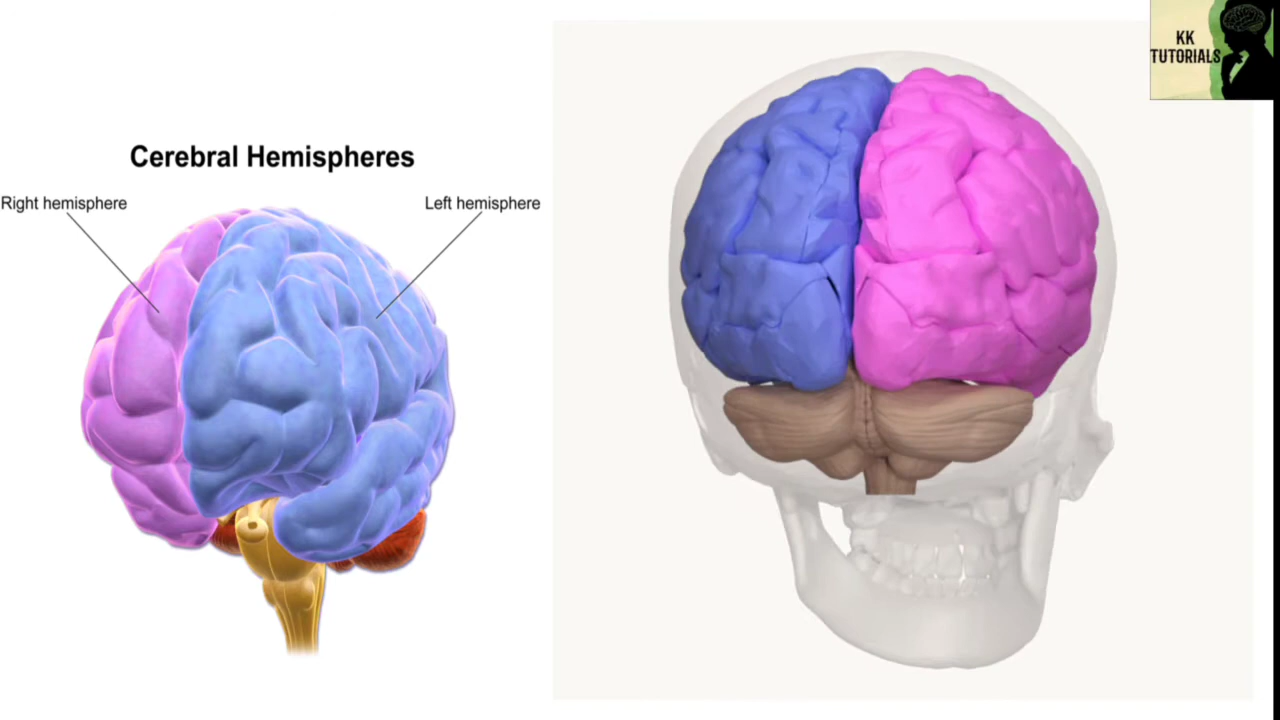 KK
TUTORIALS
Cerebral Hemispheres
Right hemisphere
Left hemisphere